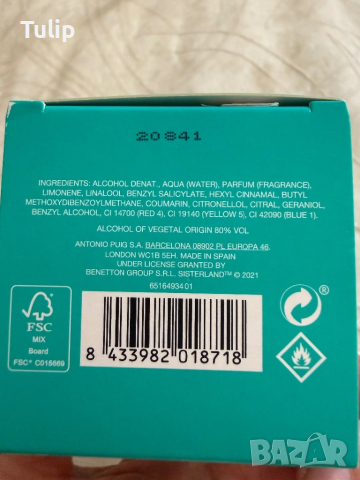 Tulip
20841
INGREDIENTS: ALCOHOL DENAT., AQUA (WATER), PARFUM (FRAGRANCE),
LIMONENE, LINALOOL, BENZYL SALICYLATE, HEXYL CINNAMAL, BUTYL
METHOXYDIBENZOYLMETHANE, COUMARIN, CITRONELLOL, CITRAL, GERANIOL,
BENZYL ALCOHOL, CI 14700 (RED 4), CI 19140 (YELLOW 5), CI 42090 (BLUE 1).
ALCOHOL OF VEGETAL ORIGIN 80% VOL
ANTONIO PUIG S.A. BARCELONA 08902 PL EUROPA 46.
LONDON WC1B 5EH. MADE IN SPAIN
UNDER LICENSE GRANTED BY
BENETTON GROUP S.R.L. SISTERLAND™ © 2021
6516493401
FSC
MIX
Board
FSC® C016669
8 433982 018718
BAZAR